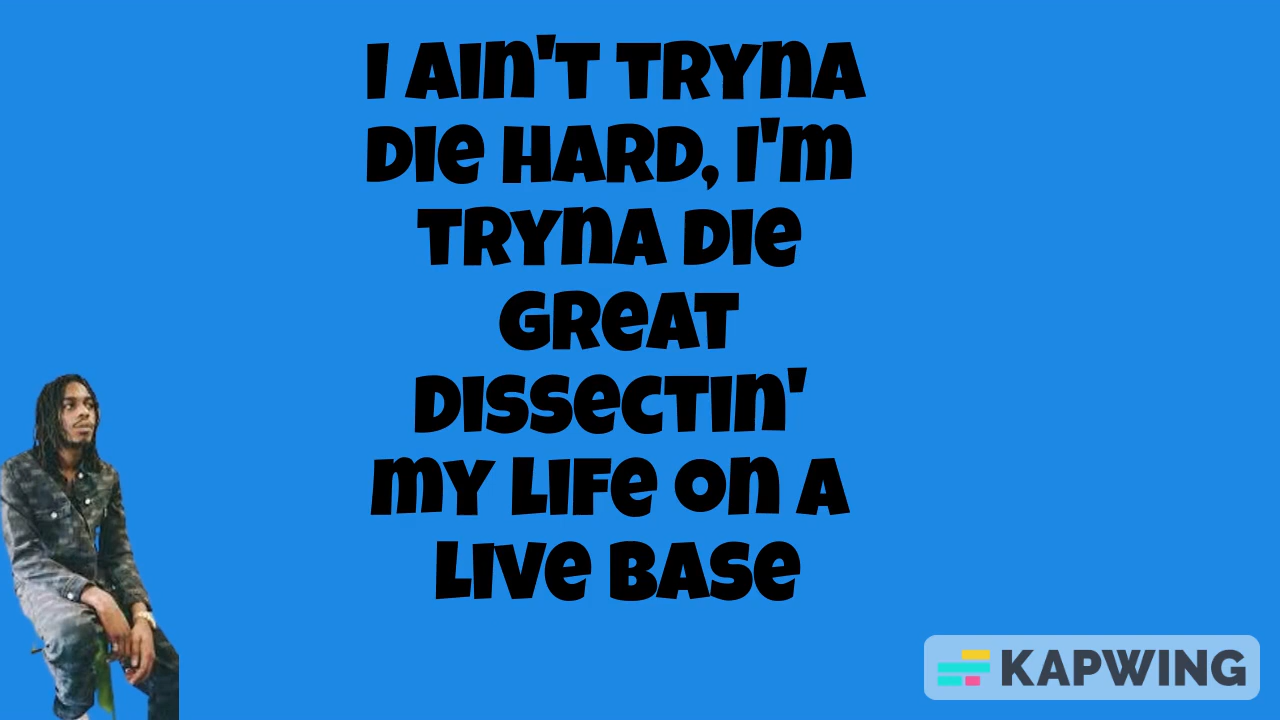 I AIN'T TRYNA
DIE HARD, I'M
TRYNA DIE
GREAT
DISSECTIN'
MY LIFE ON A
LIVE BASE
KAPWING